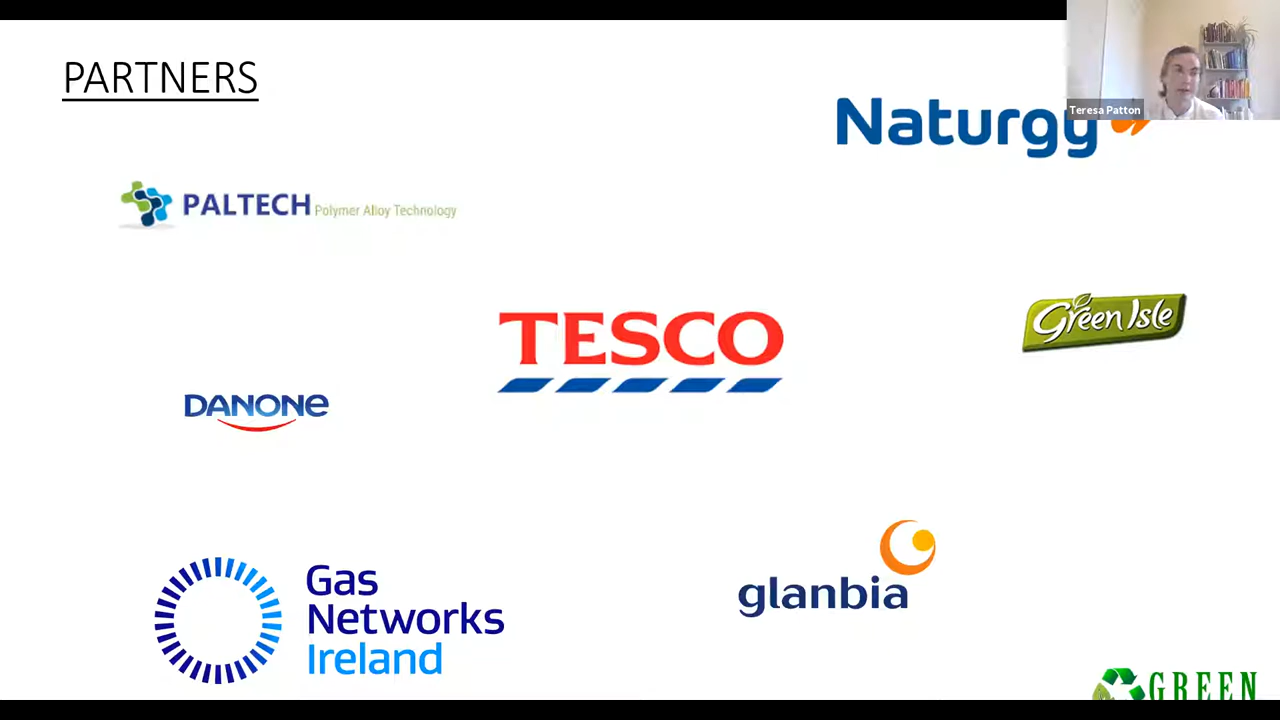 PARTNERS
Naturgy
Teresa Patton
PALTECH Polymer Alloy Technology
TESCO
Green Isle
DANONE
glanbia
Gas
Networks
Ireland
GREEN